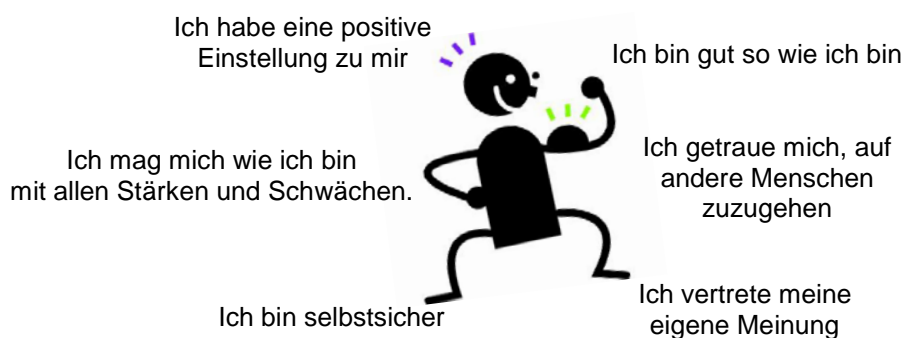 Ich habe eine positive
Einstellung zu mir
Ich bin gut so wie ich bin
Ich mag mich wie ich bin
mit allen Stärken und Schwächen.
Ich getraue mich, auf
andere Menschen
zuzugehen
Ich bin selbstsicher
Ich vertrete meine
eigene Meinung